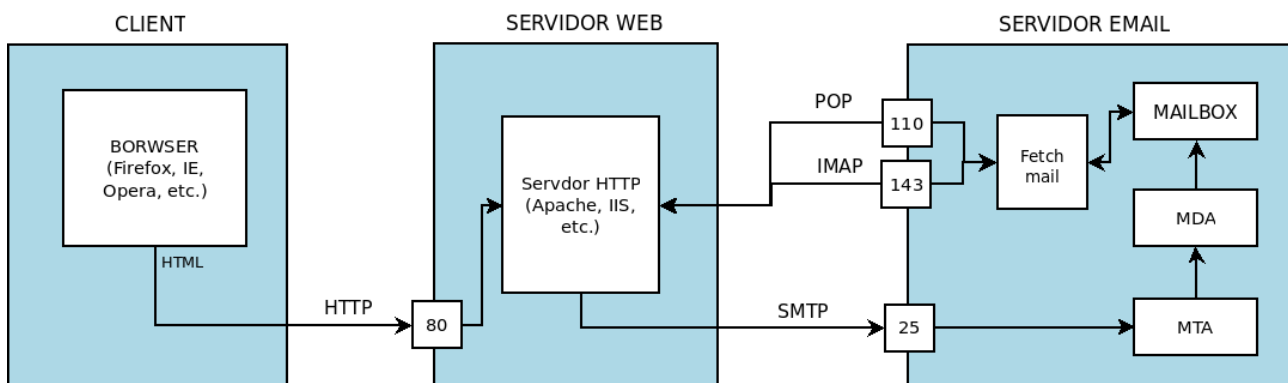 CLIENT
BORWSER
(Firefox, IE,
Opera, etc.)
HTML
HTTP
SERVIDOR WEB
Servdor HTTP
(Apache, IIS,
etc.)
80
POP
IMAP
SMTP
SERVIDOR EMAIL
110
143
25
Fetch
mail
MAILBOX
MDA
MTA